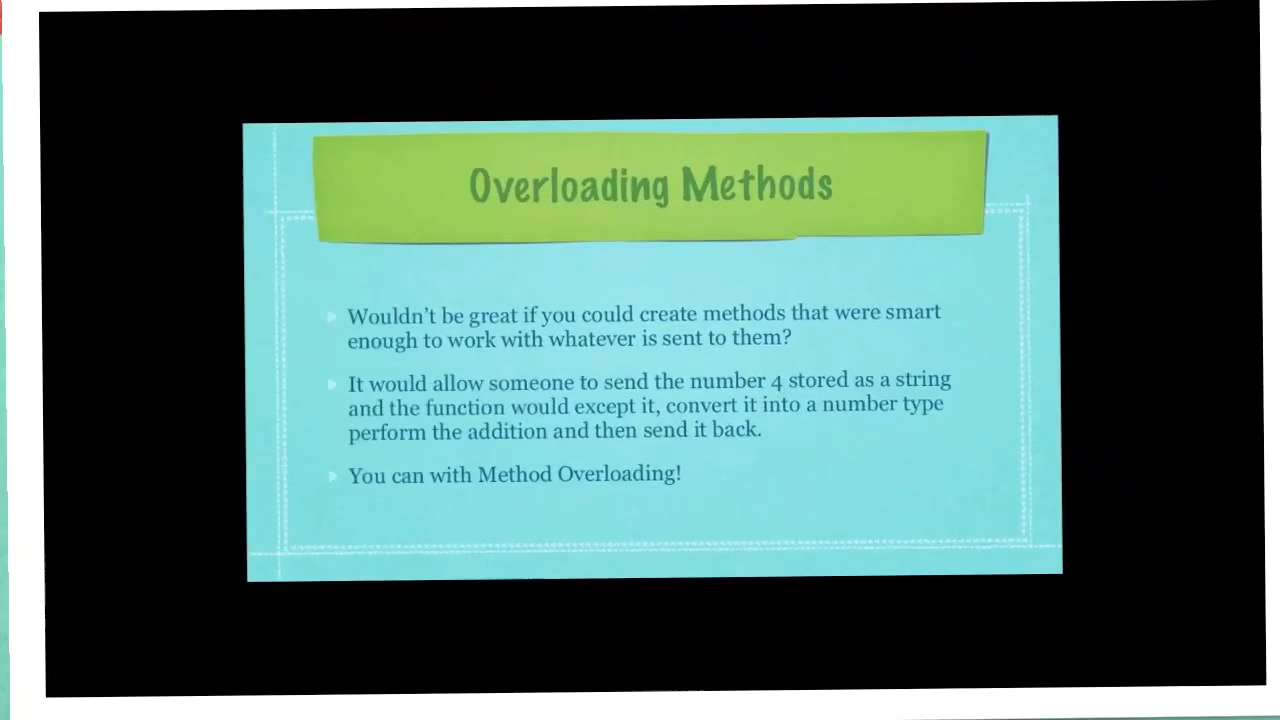 Overloading Methods
Wouldn't be great if you could create methods that were smart
enough to work with whatever is sent to them?
It would allow someone to send the number 4 stored as a string
and the function would except it, convert it into a number type
perform the addition and then send it back.
You can with Method Overloading!